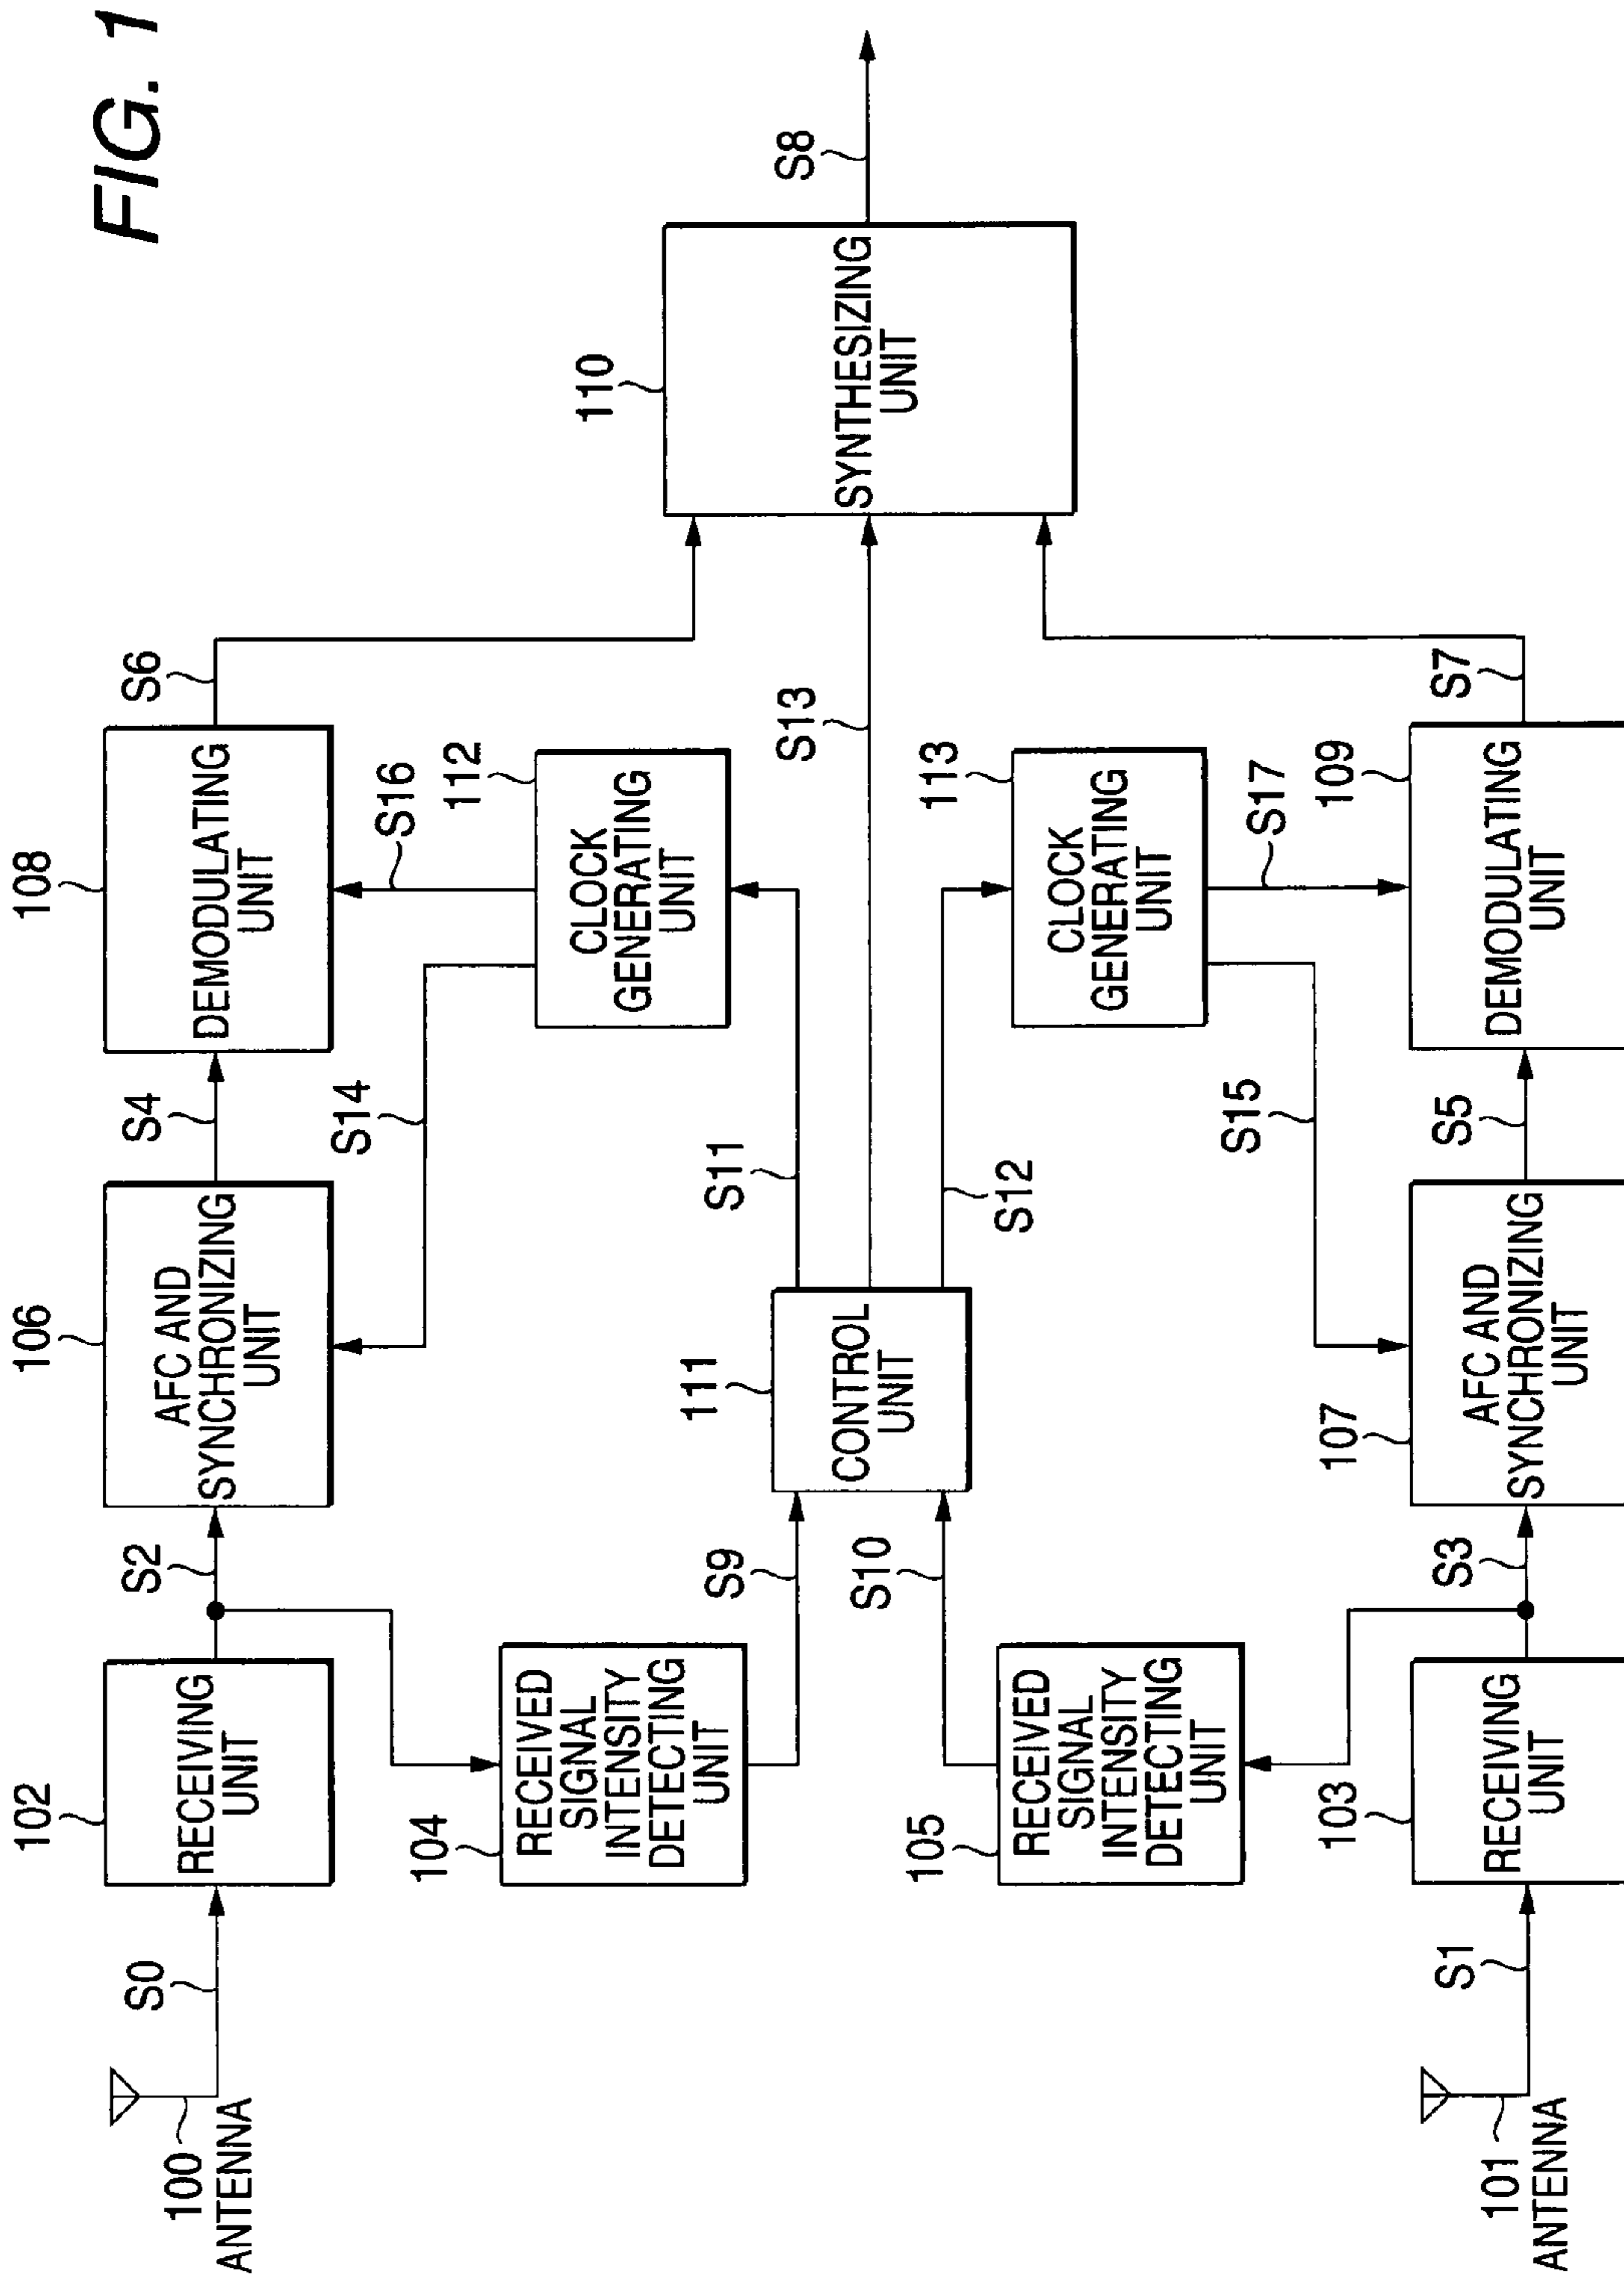 FIG. 1
100
ANTENNA
S0
102
RECEIVING
UNIT
S2
106
AFC AND
SYNCHRONIZING
UNIT
S4
108
DEMODULATING
UNIT
S6
104
RECEIVED
SIGNAL
INTENSITY
DETECTING
UNIT
S9
S14
S16
112
CLOCK
GENERATING
UNIT
111
CONTROL
UNIT
S11
S13
S12
110
SYNTHESIZING
UNIT
S8
105
RECEIVED
SIGNAL
INTENSITY
DETECTING
UNIT
S10
113
CLOCK
GENERATING
UNIT
S15
S17
101
ANTENNA
S1
103
RECEIVING
UNIT
S3
107
AFC AND
SYNCHRONIZING
UNIT
S5
109
DEMODULATING
UNIT
S7